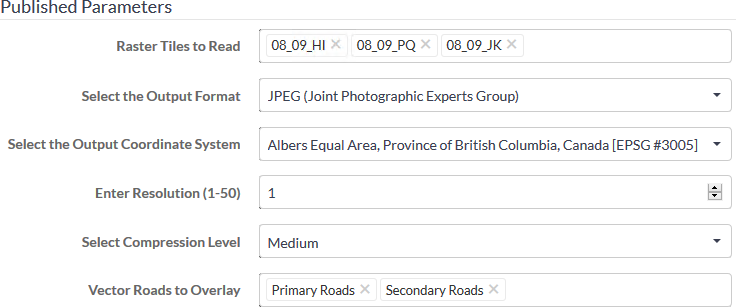 Published Parameters
Raster Tiles to Read 08_09_HI × 08_09_PQ × 08_09_JK ×
Select the Output Format JPEG (Joint Photographic Experts Group)
Select the Output Coordinate System Albers Equal Area, Province of British Columbia, Canada [EPSG #3005]
Enter Resolution (1-50) 1
Select Compression Level Medium
Vector Roads to Overlay Primary Roads × Secondary Roads ×